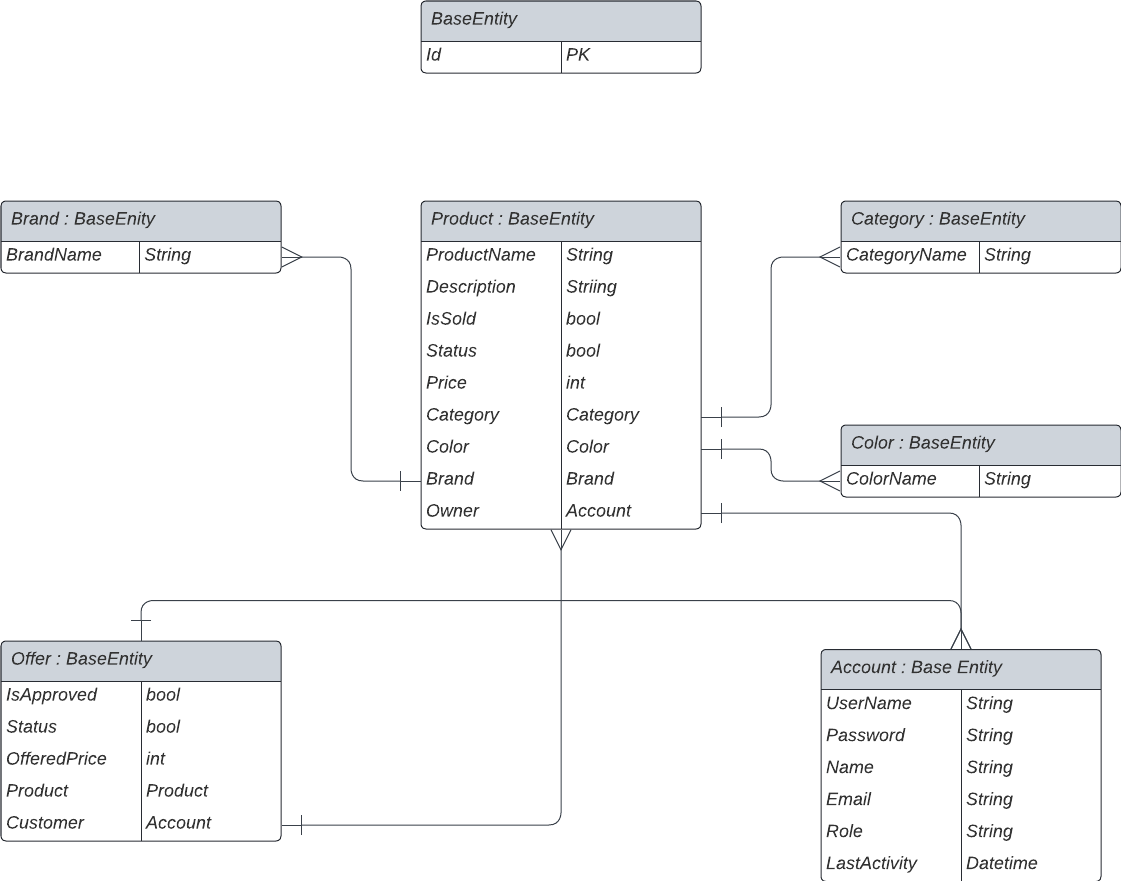 BaseEntity
Id PK
Brand : BaseEnity
BrandName String
Product : BaseEntity
ProductName String
Description Striing
IsSold bool
Status bool
Price int
Category Category
Color Color
Brand Brand
Owner Account
Category : BaseEntity
CategoryName String
Color : BaseEntity
ColorName String
Offer : BaseEntity
IsApproved bool
Status bool
OfferedPrice int
Product Product
Customer Account
Account : Base Entity
UserName String
Password String
Name String
Email String
Role String
LastActivity Datetime